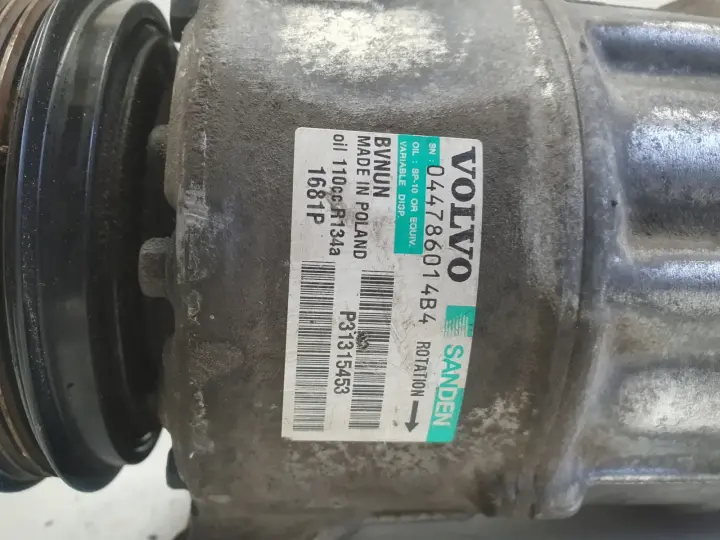 VOLVO
SANDEN
SN: 044786014B4
ROTATION
OIL : SP-10 OR EQUIV.
VARIABLE DISP.
BVNUN
MADE IN POLAND
oil 110cc R134a
1681P
P31315453